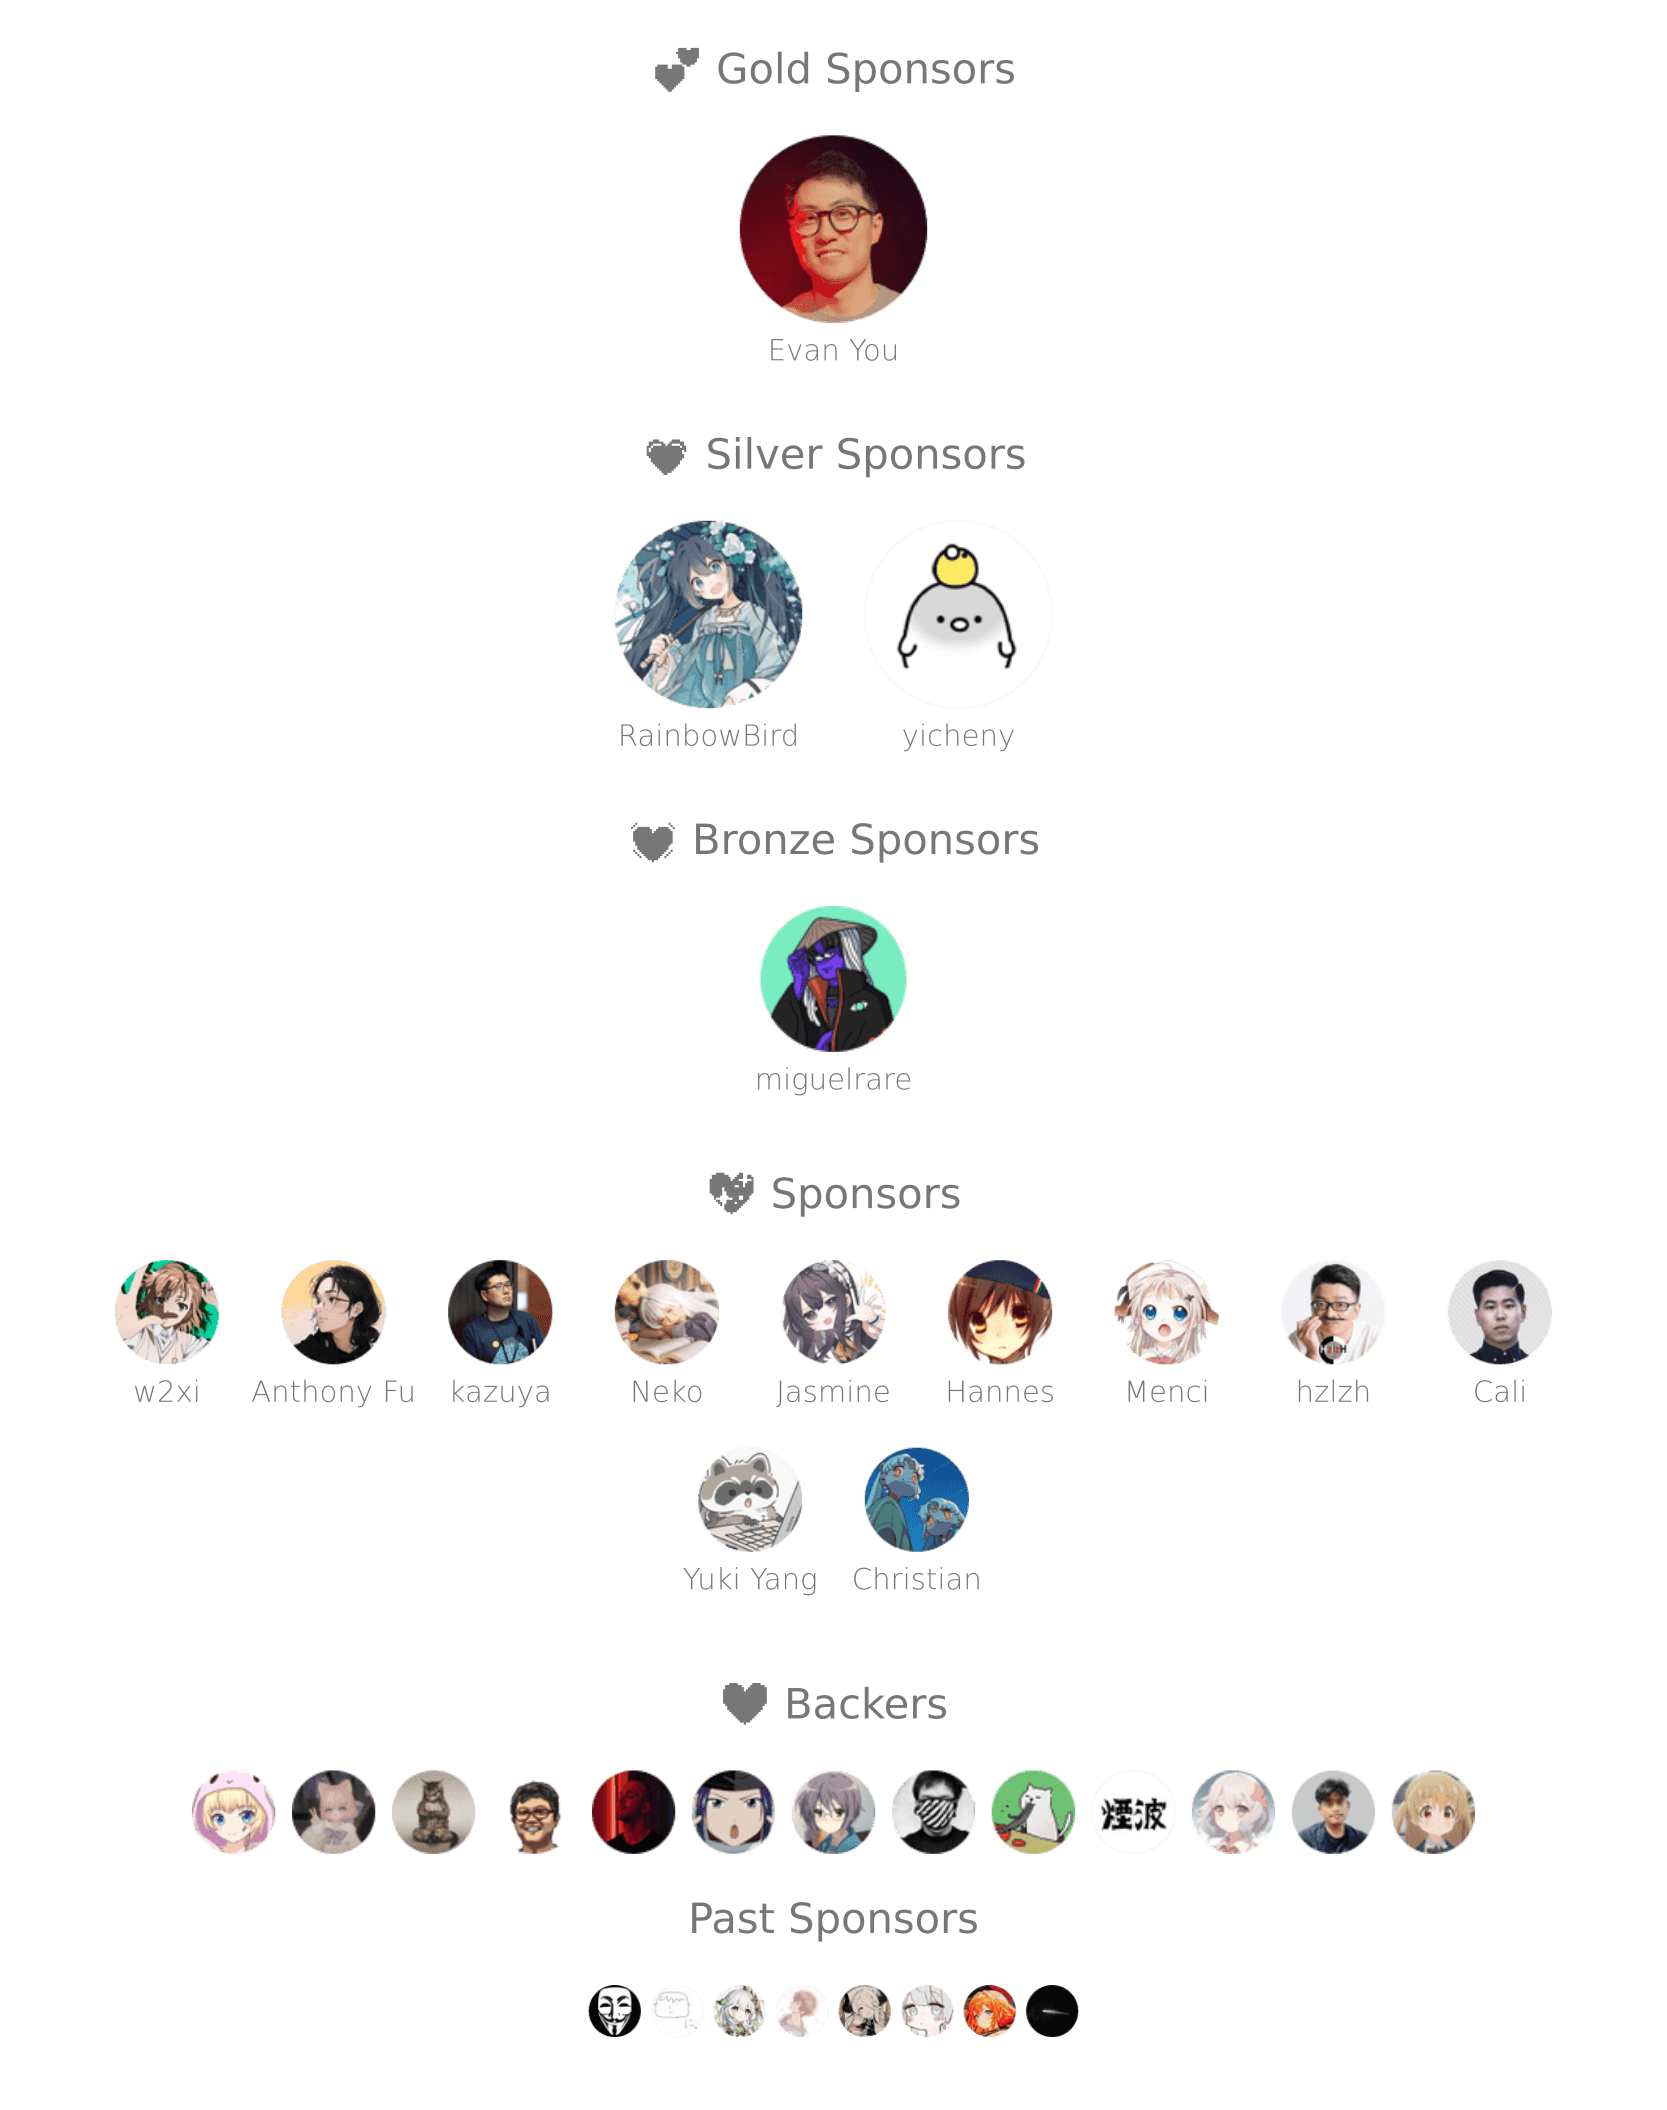 Gold Sponsors
Evan You
Silver Sponsors
RainbowBird yicheny
Bronze Sponsors
miguelrare
Sponsors
w2xi Anthony Fu kazuya Neko Jasmine Hannes Menci hzlzh Cali
Yuki Yang Christian
Backers
煙波
Past Sponsors